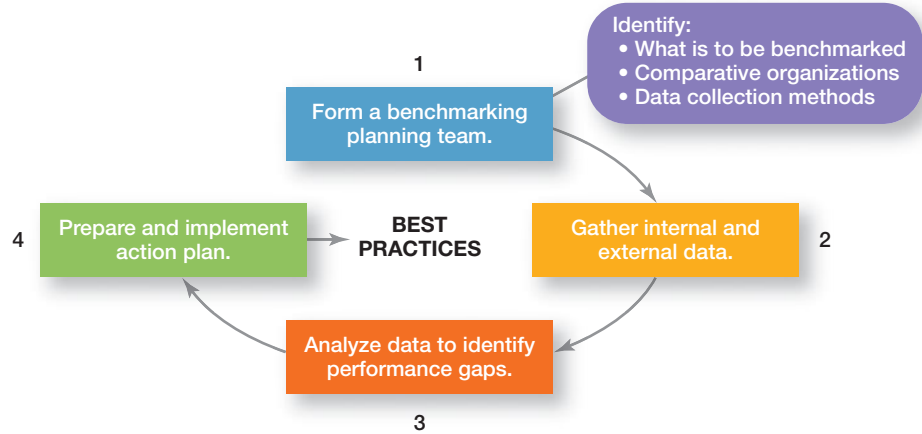 Identify:
• What is to be benchmarked
• Comparative organizations
• Data collection methods
1
Form a benchmarking
planning team.
4
Prepare and implement
action plan.
BEST
PRACTICES
Gather internal and
external data.
2
Analyze data to identify
performance gaps.
3